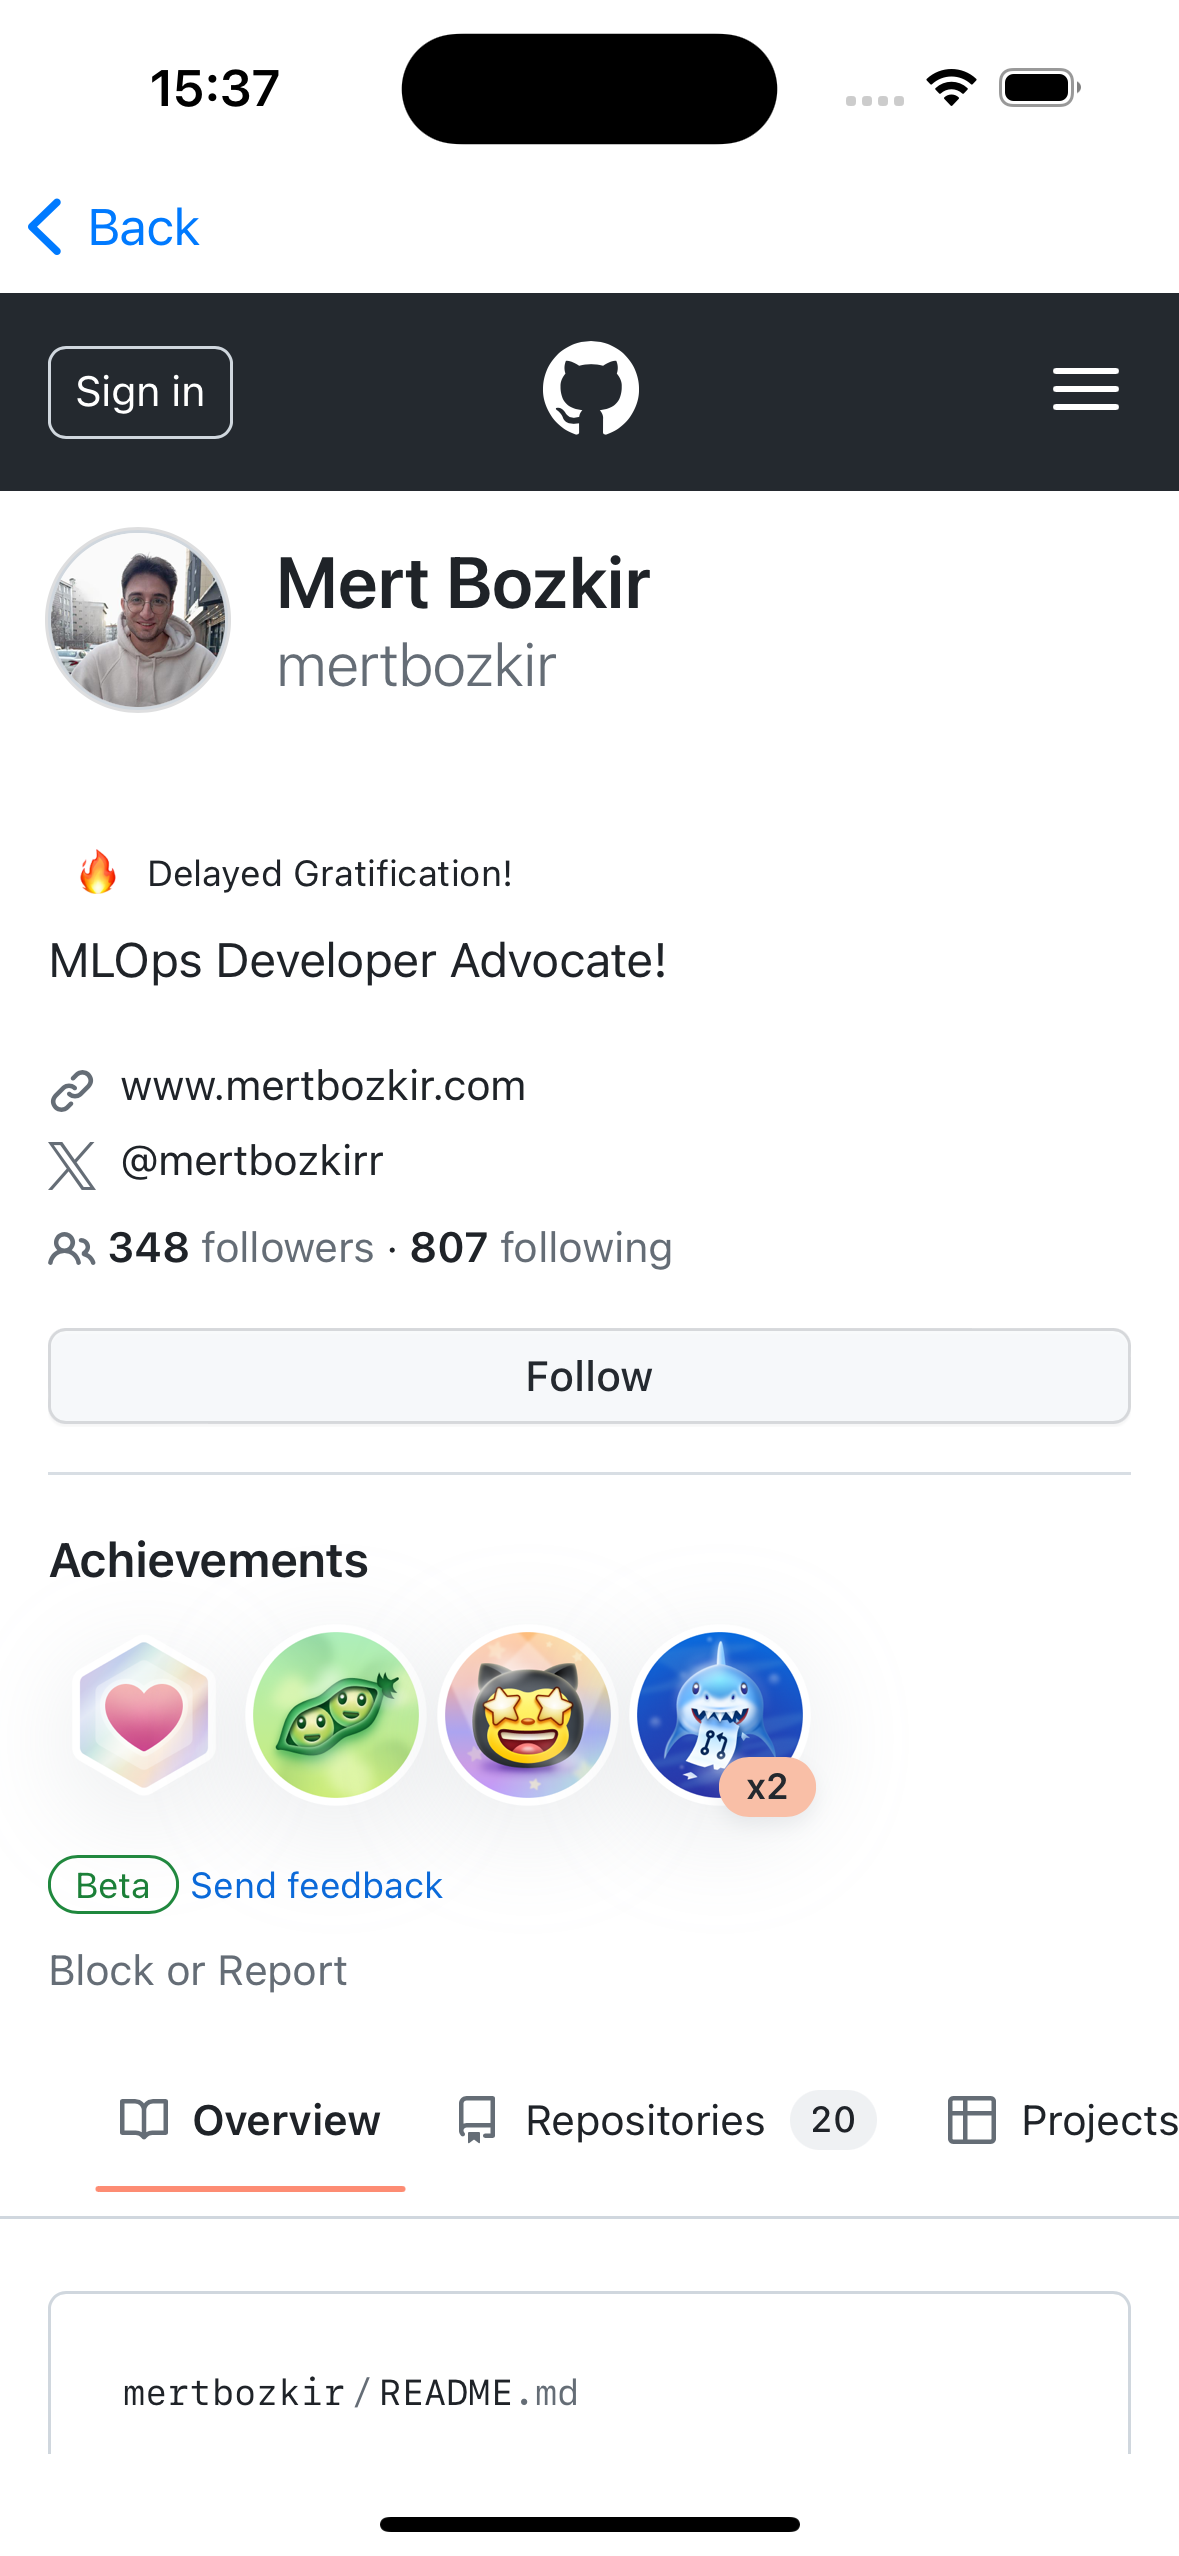 15:37
Back
Sign in
Mert Bozkir
mertbozkir
Delayed Gratification!
MLOps Developer Advocate!
www.mertbozkir.com
@mertbozkirr
348 followers · 807 following
Follow
Achievements
x2
Beta Send feedback
Block or Report
Overview Repositories 20 Projects
mertbozkir/README.md